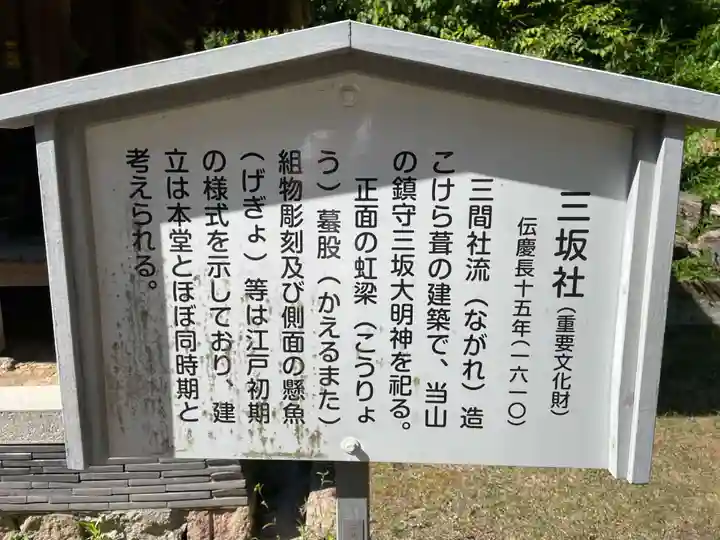 三坂社（重要文化財）
伝慶長十五年（一六一〇）
三間社流（ながれ）造
こけら葺の建築で、当山
の鎮守三坂大明神を祀る。
正面の虹梁（こうりょ
う）蟇股（かえるまた）
組物彫刻及び側面の懸魚
（げぎょ）等は江戸初期
の様式を示しており、建
立は本堂とほぼ同時期と
考えられる。